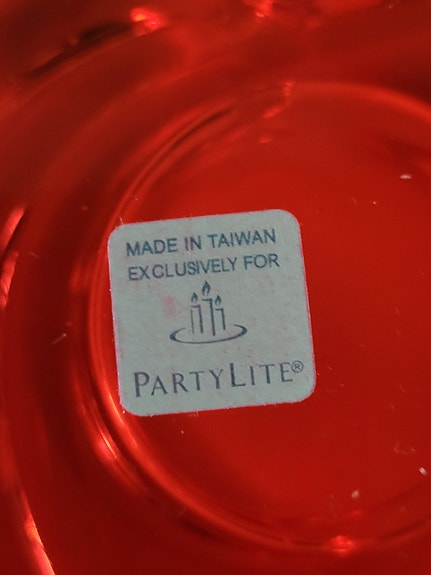 MADE IN TAIWAN
EXCLUSIVELY FOR
PARTYLITE®